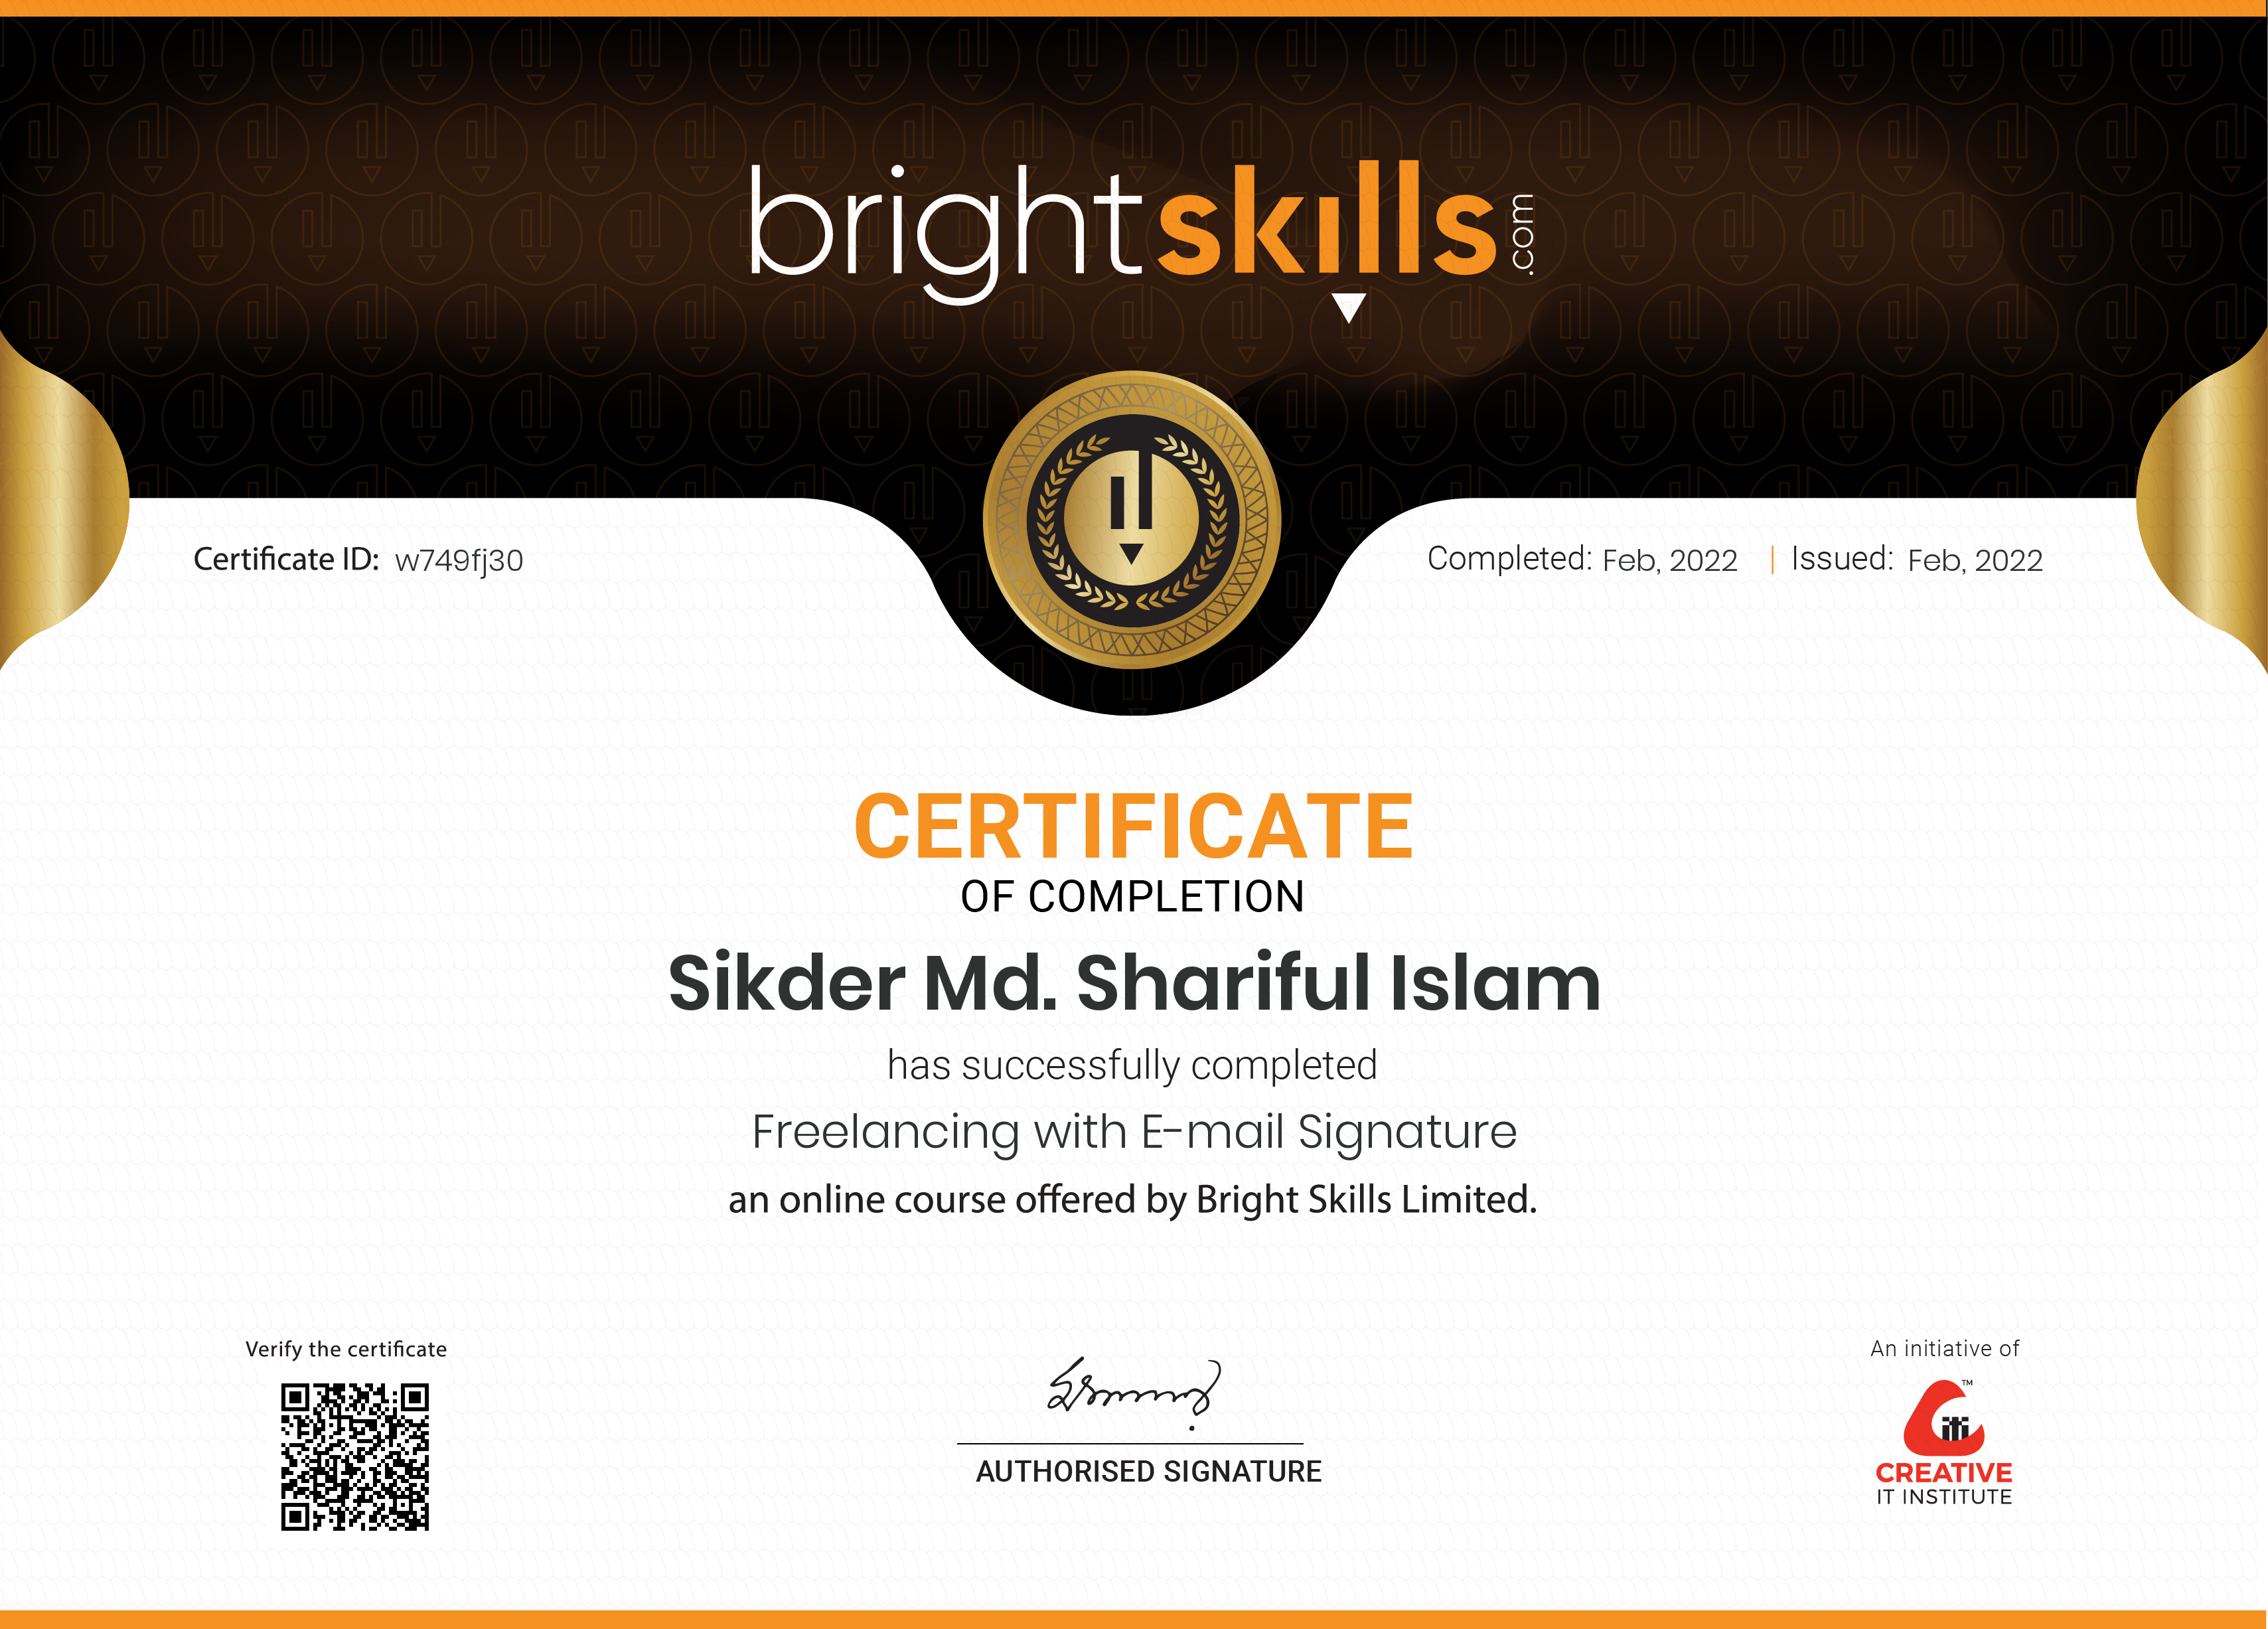 brightskills.com
Certificate ID: w749fj30
Completed: Feb, 2022 | Issued: Feb, 2022
CERTIFICATE
OF COMPLETION
Sikder Md. Shariful Islam
has successfully completed
Freelancing with E-mail Signature
an online course offered by Bright Skills Limited.
Verify the certificate
AUTHORISED SIGNATURE
An initiative of
TM
CREATIVE
IT INSTITUTE